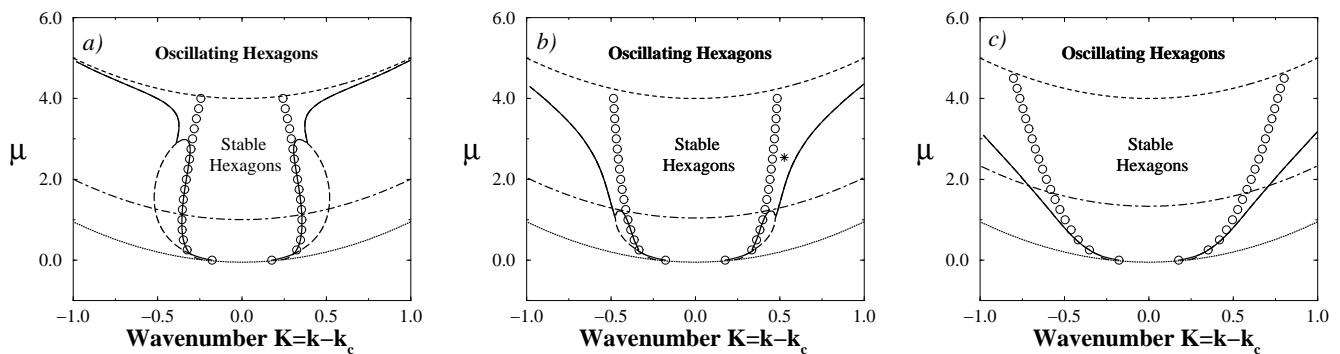 a)
6.0
4.0
2.0
0.0
μ
Oscillating Hexagons
Stable
Hexagons
−1.0
−0.5
0.0
0.5
1.0
Wavenumber K=k−k_c
b)
6.0
4.0
2.0
0.0
μ
Oscillating Hexagons
Stable
Hexagons
*
−1.0
−0.5
0.0
0.5
1.0
Wavenumber K=k−k_c
c)
6.0
4.0
2.0
0.0
μ
Oscillating Hexagons
Stable
Hexagons
−1.0
−0.5
0.0
0.5
1.0
Wavenumber K=k−k_c